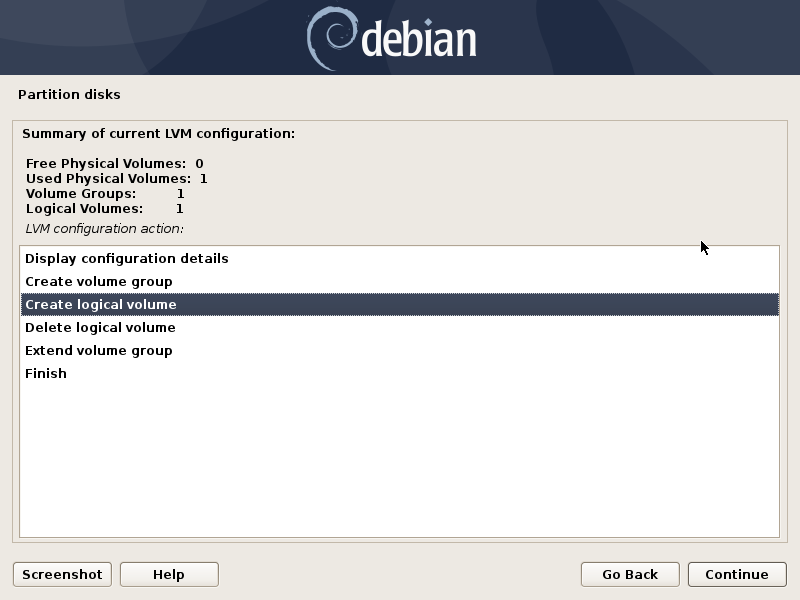 debian
Partition disks
Summary of current LVM configuration:
Free Physical Volumes: 0
Used Physical Volumes: 1
Volume Groups: 1
Logical Volumes: 1
LVM configuration action:
Display configuration details
Create volume group
Create logical volume
Delete logical volume
Extend volume group
Finish
Screenshot Help Go Back Continue